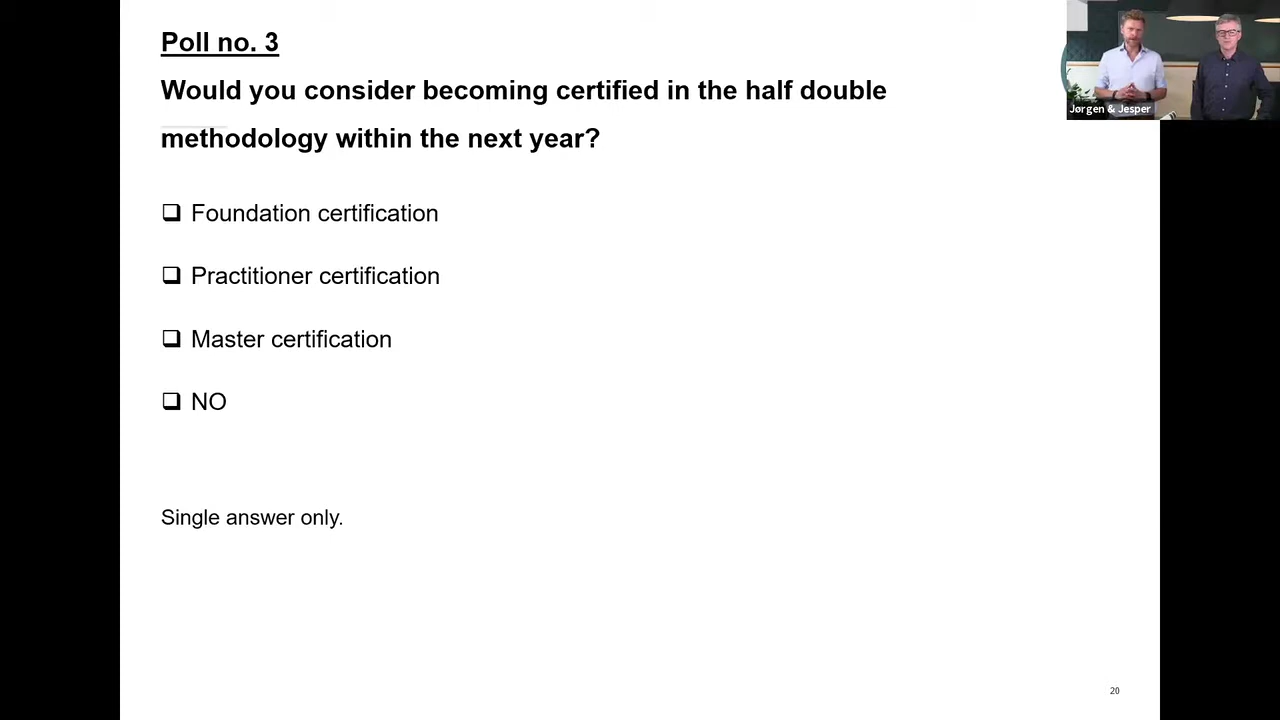 Poll no. 3
Would you consider becoming certified in the half double
methodology within the next year?
Foundation certification
Practitioner certification
Master certification
NO
Single answer only.
20
Jørgen & Jesper